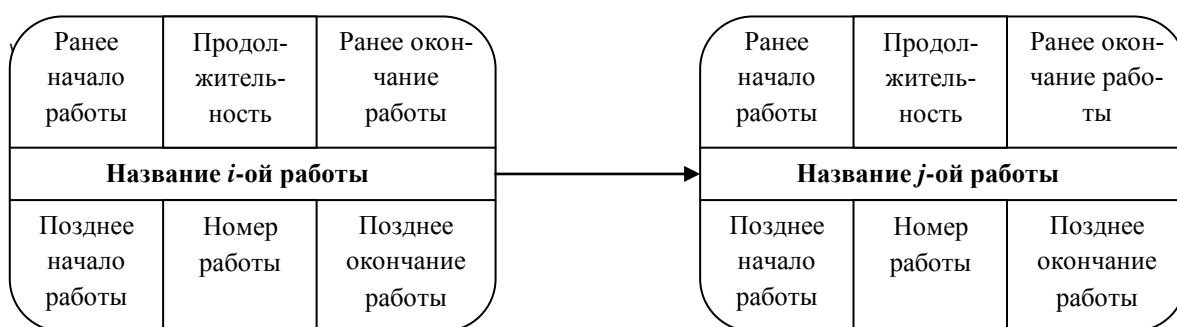 Ранее
начало
работы
Продол-
житель-
ность
Ранее окон-
чание
работы
Название i-ой работы
Позднее
начало
работы
Номер
работы
Позднее
окончание
работы
Ранее
начало
работы
Продол-
житель-
ность
Ранее окон-
чание рабо-
ты
Название j-ой работы
Позднее
начало
работы
Номер
работы
Позднее
окончание
работы